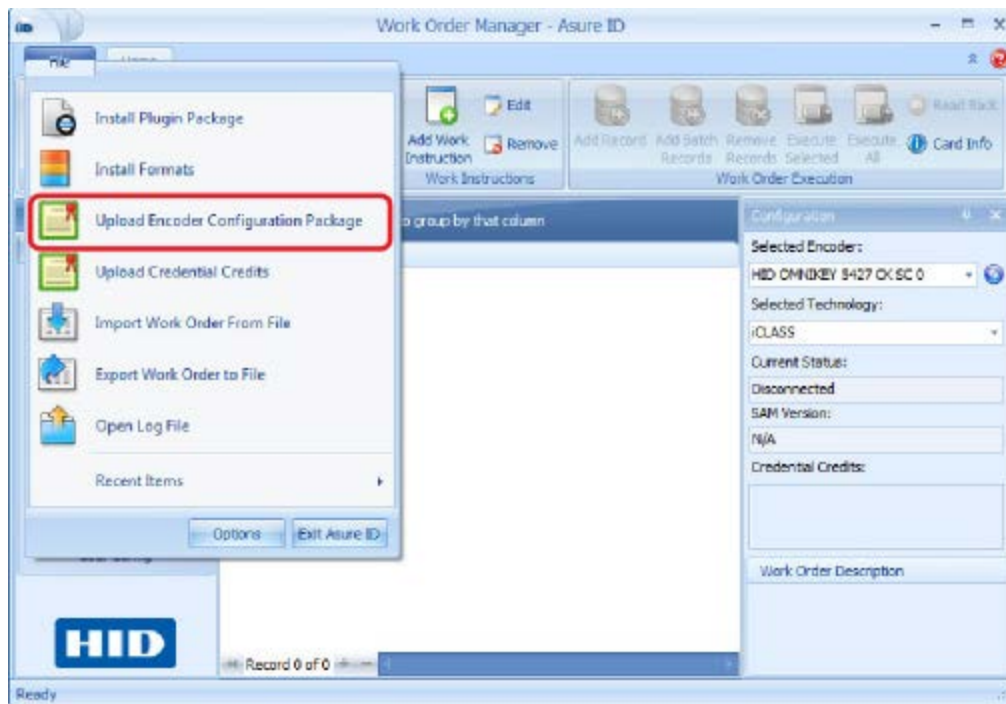 Work Order Manager - Asure ID
File
Home
Install Plugin Package
Install Formats
Upload Encoder Configuration Package
Upload Credential Credits
Import Work Order From File
Export Work Order to File
Open Log File
Recent Items
Options
Exit Asure ID
Add Work
Instruction
Edit
Remove
Work Instructions
Add Record
Add Batch
Records
Remove
Records
Execute
Selected
Execute
All
Read Back
Card Info
Work Order Execution
o group by that column
Configuration
Selected Encoder:
HID OMNIKEY 5427 CK SC 0
Selected Technology:
iCLASS
Current Status:
Disconnected
SAM Version:
N/A
Credential Credits:
Work Order Description
HID
Record 0 of 0
Ready